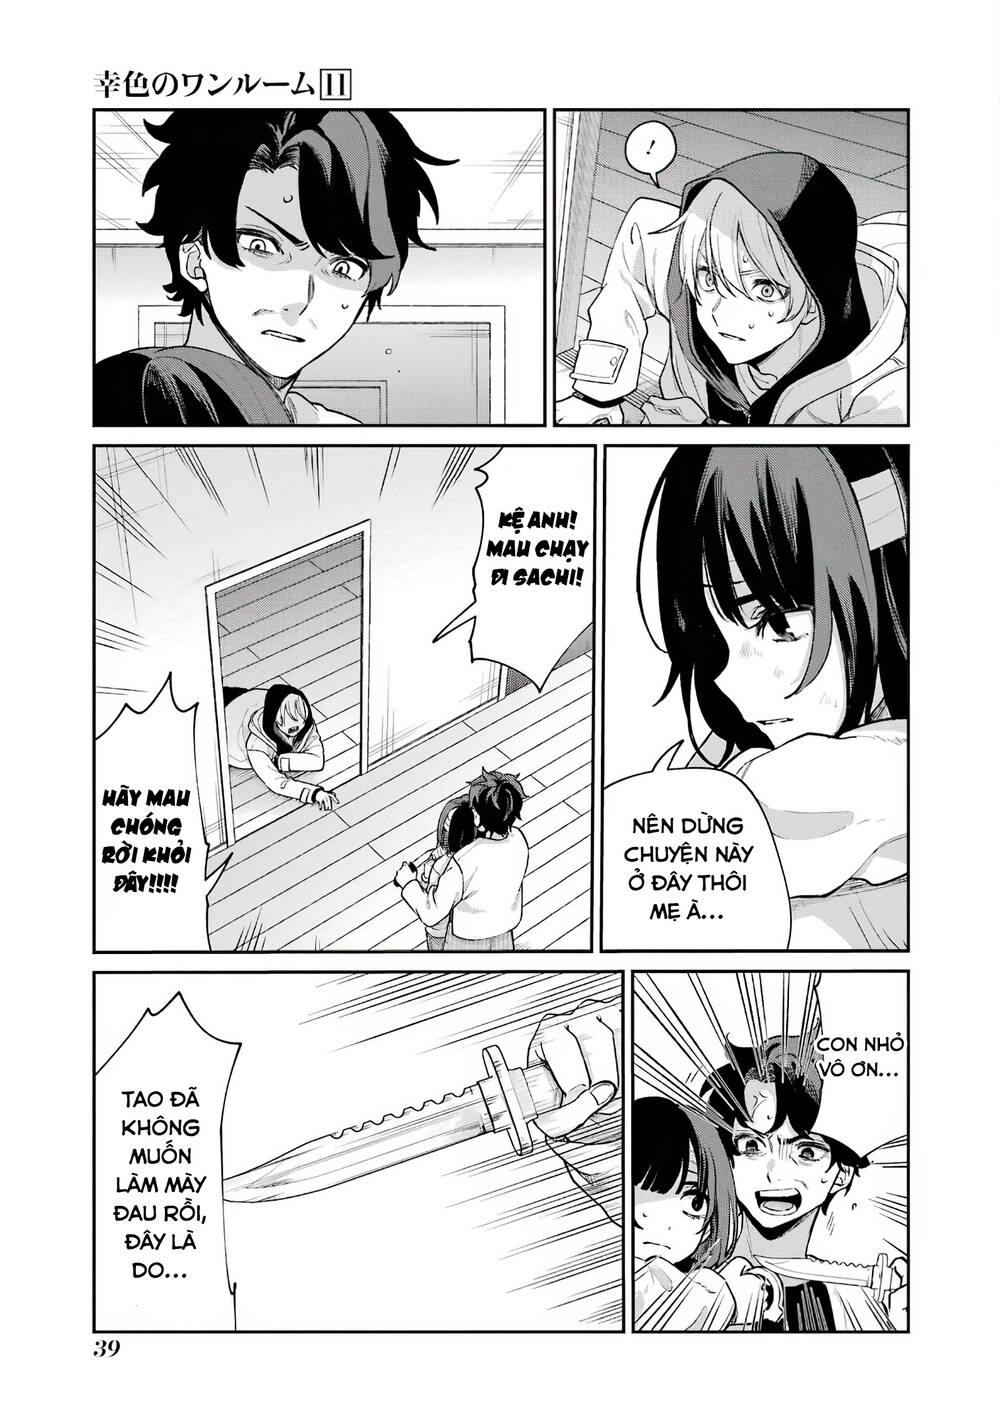 幸色のワンルーム 11
!
NÊN DỪNG
CHUYỆN NÀY
Ở ĐÂY THÔI
MẸ À...
KỆ ANH!
MAU CHẠY
ĐI SACHI!
HÃY MAU
CHÓNG
RỜI KHỎI
ĐÂY!!!!
CON NHỎ
VÔ ƠN...
TAO ĐÃ
KHÔNG
MUỐN
LÀM MÀY
ĐAU RỒI,
ĐÂY LÀ
DO...
39